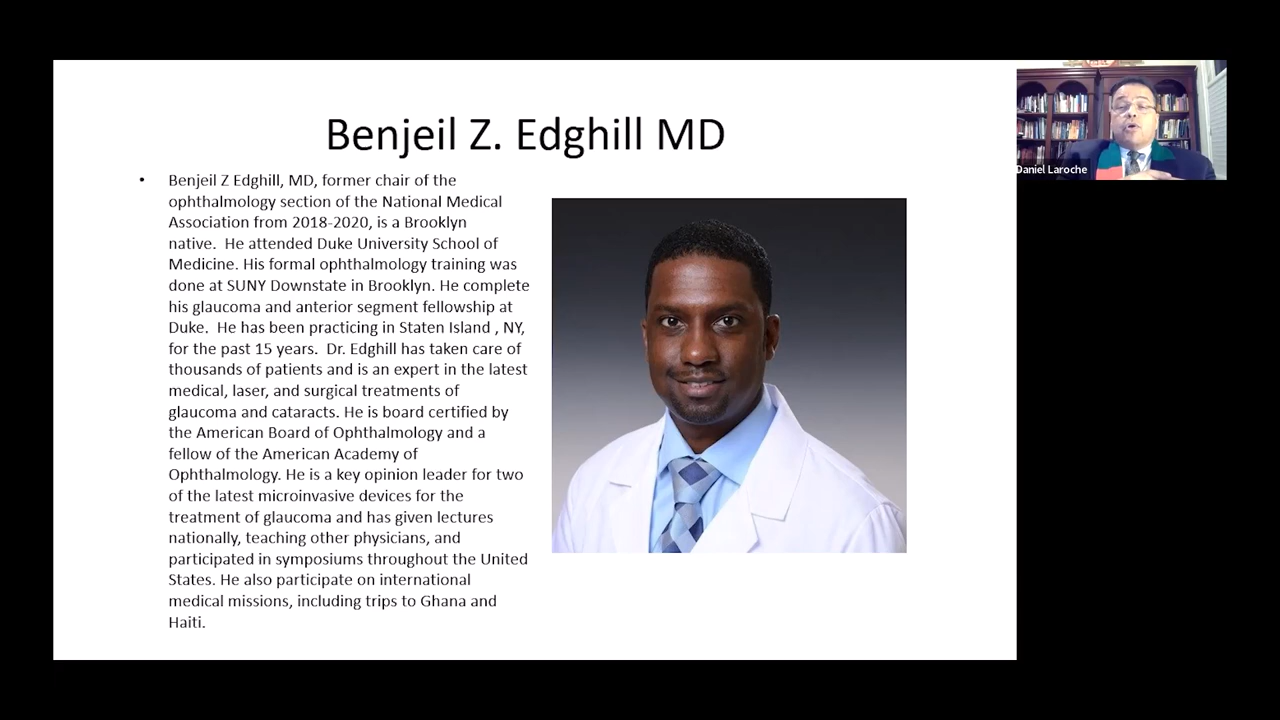 Benjeil Z. Edghill MD
• Benjeil Z Edghill, MD, former chair of the
ophthalmology section of the National Medical
Association from 2018-2020, is a Brooklyn
native.  He attended Duke University School of
Medicine. His formal ophthalmology training was
done at SUNY Downstate in Brooklyn. He complete
his glaucoma and anterior segment fellowship at
Duke.  He has been practicing in Staten Island , NY,
for the past 15 years.  Dr. Edghill has taken care of
thousands of patients and is an expert in the latest
medical, laser, and surgical treatments of
glaucoma and cataracts. He is board certified by
the American Board of Ophthalmology and a
fellow of the American Academy of
Ophthalmology. He is a key opinion leader for two
of the latest microinvasive devices for the
treatment of glaucoma and has given lectures
nationally, teaching other physicians, and
participated in symposiums throughout the United
States. He also participate on international
medical missions, including trips to Ghana and
Haiti.
Daniel Laroche